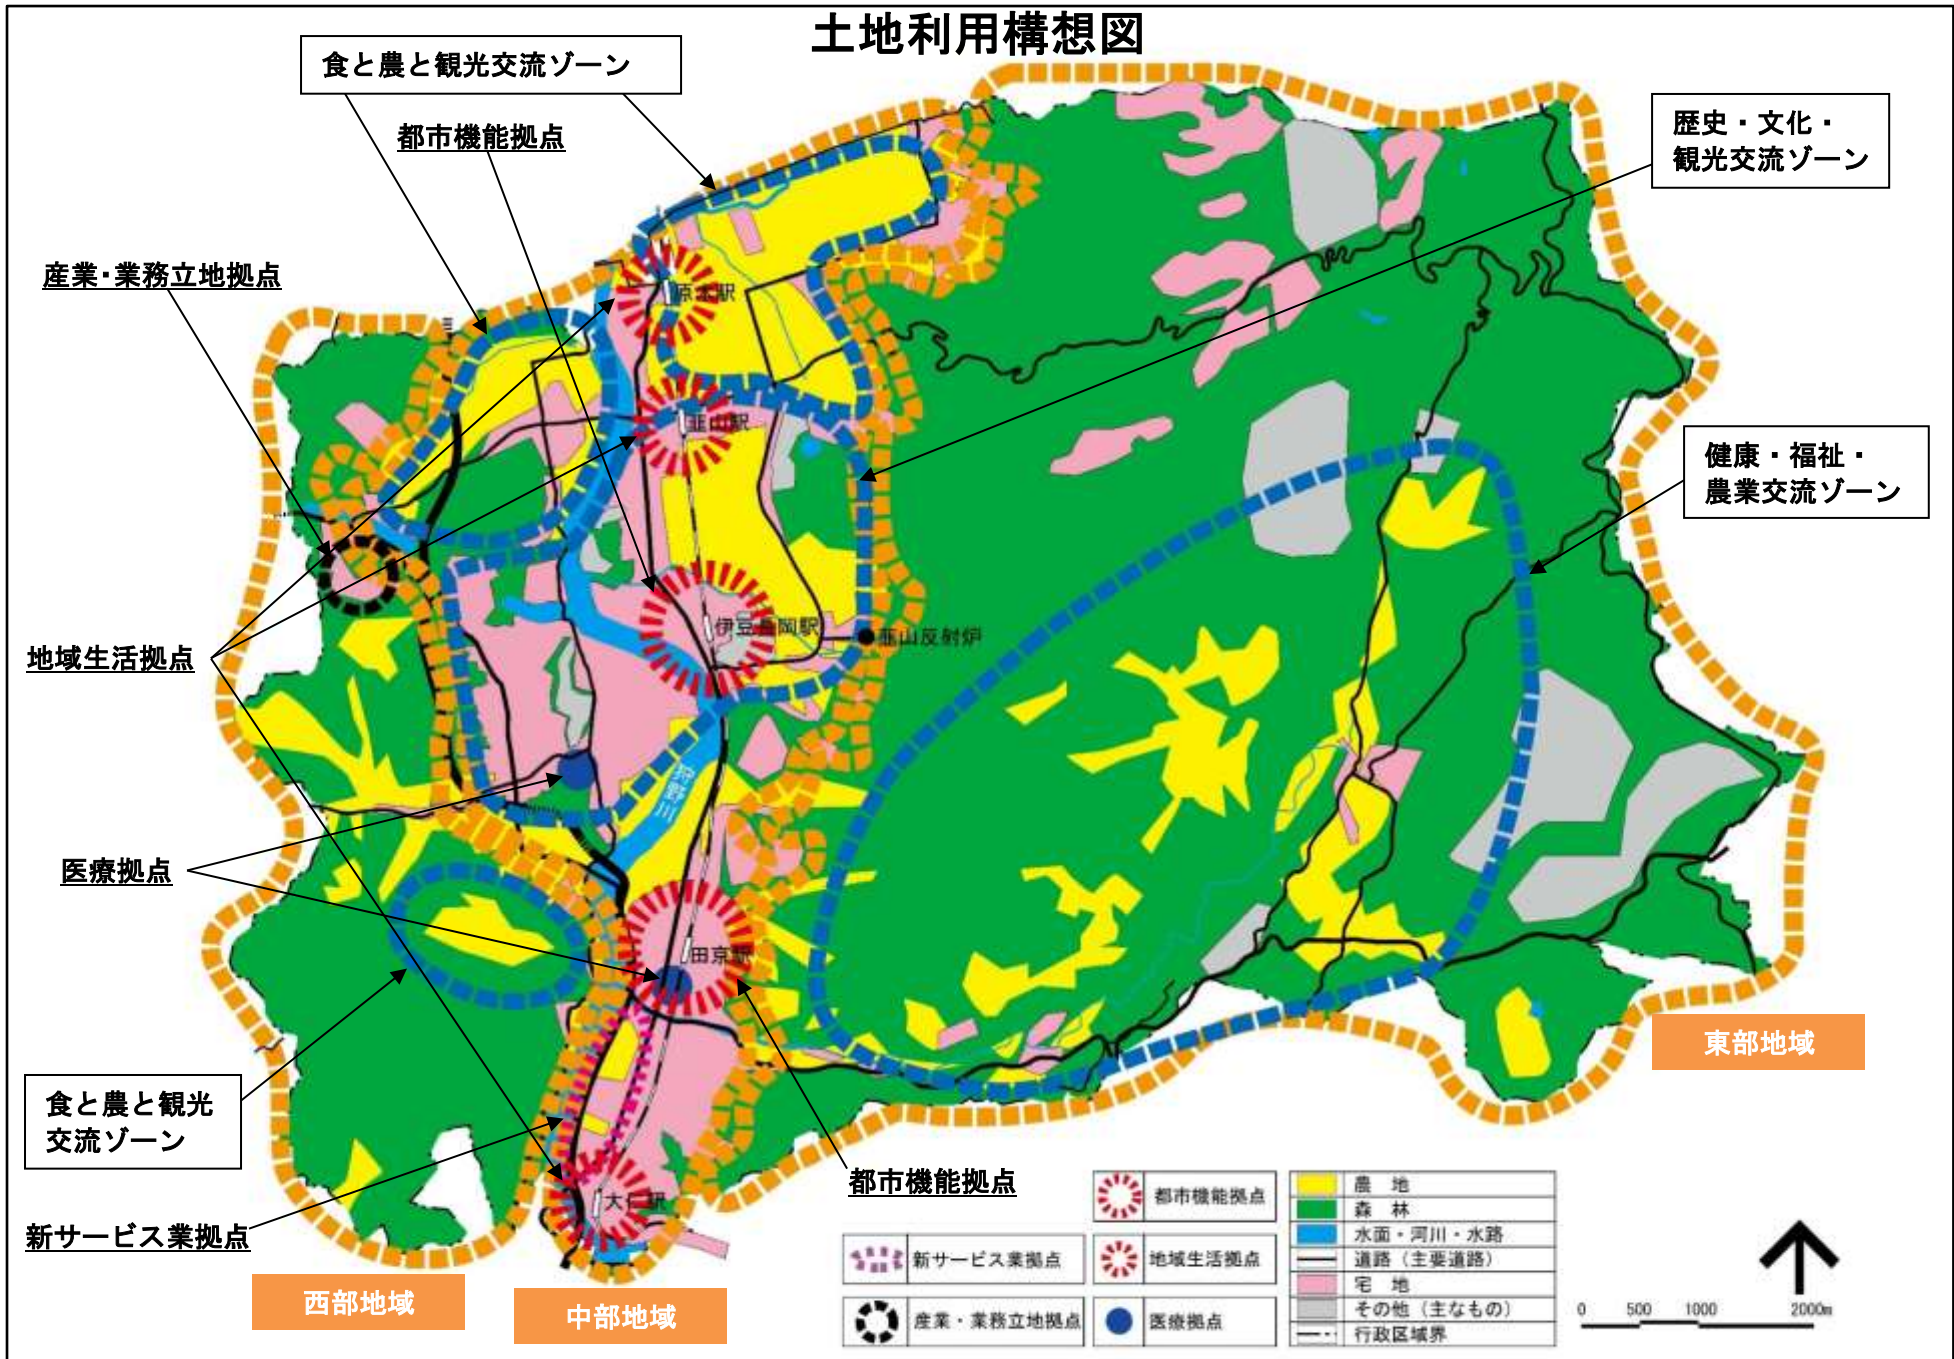 土地利用構想図
食と農と観光交流ゾーン
都市機能拠点
歴史・文化・
観光交流ゾーン
産業・業務立地拠点
原木駅
韮山駅
健康・福祉・
農業交流ゾーン
伊豆長岡駅
韮山反射炉
地域生活拠点
狩野川
医療拠点
田京駅
東部地域
食と農と観光
交流ゾーン
都市機能拠点
大仁駅
新サービス業拠点
西部地域
中部地域
都市機能拠点
新サービス業拠点
地域生活拠点
産業・業務立地拠点
医療拠点
農 地
森 林
水面・河川・水路
道路（主要道路）
宅 地
その他（主なもの）
行政区域界
0 500 1000 2000m